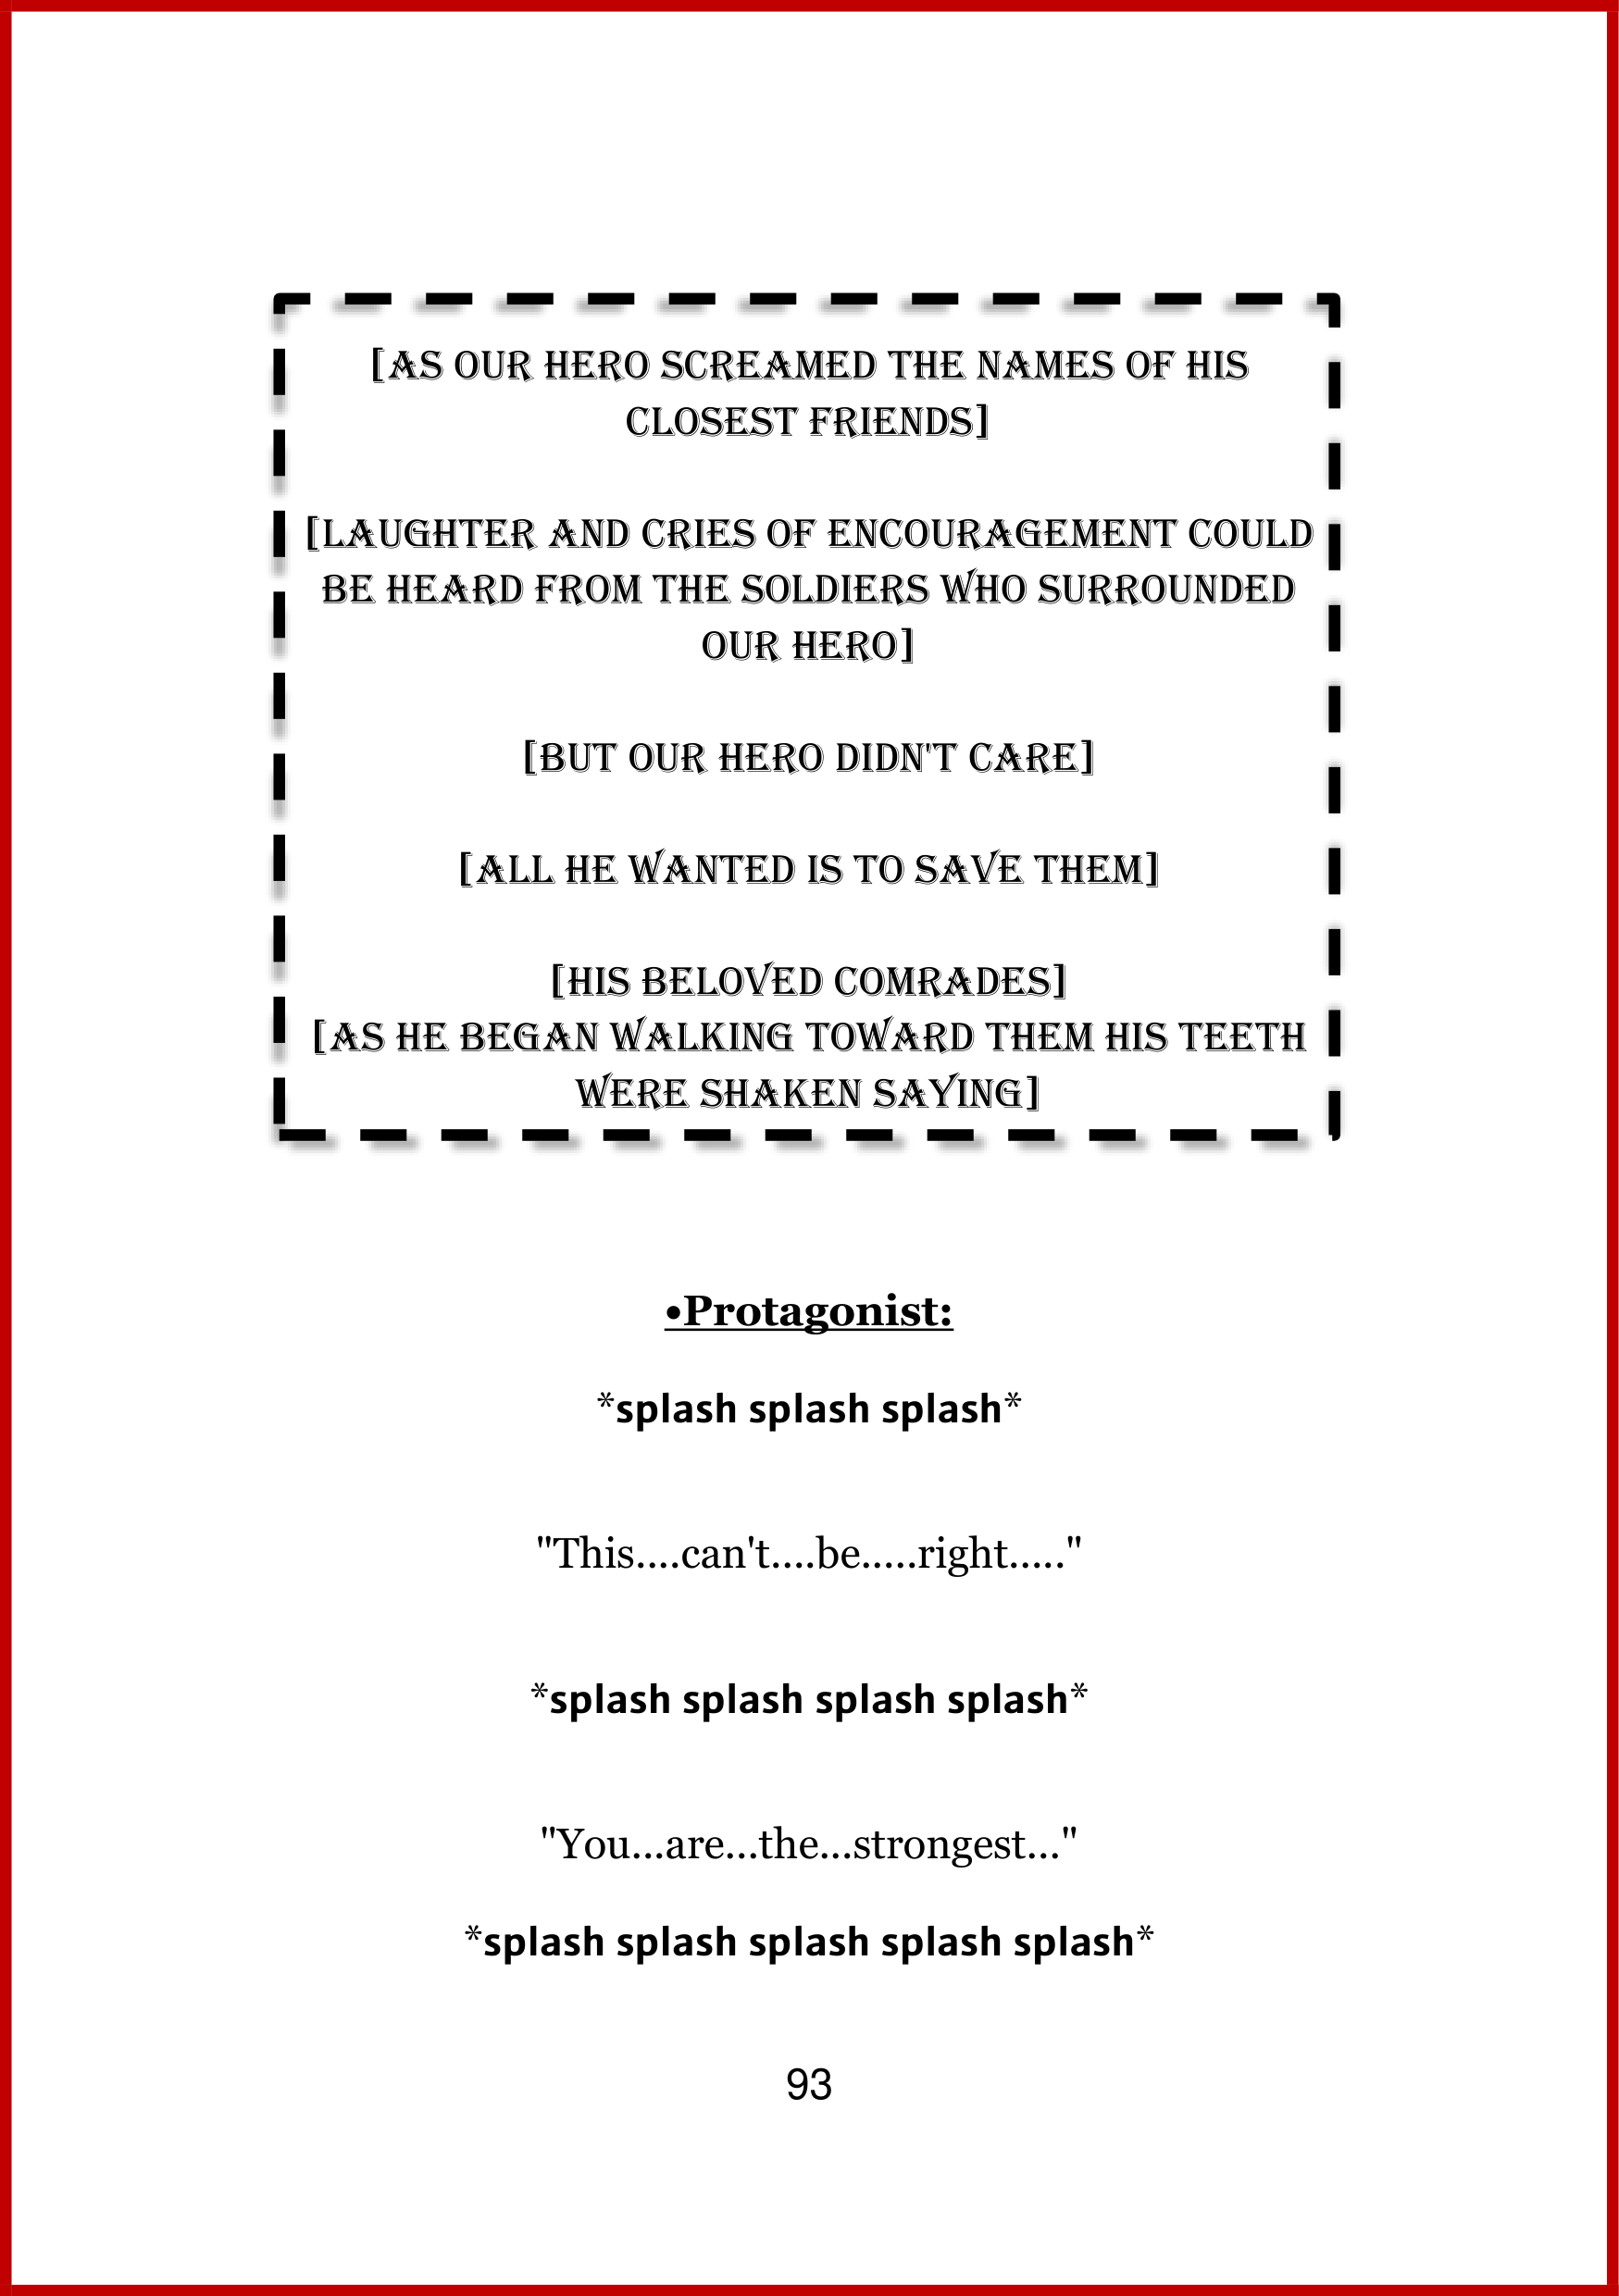 [AS OUR HERO SCREAMED THE NAMES OF HIS
CLOSEST FRIENDS]
[LAUGHTER AND CRIES OF ENCOURAGEMENT COULD
BE HEARD FROM THE SOLDIERS WHO SURROUNDED
OUR HERO]
[BUT OUR HERO DIDN'T CARE]
[ALL HE WANTED IS TO SAVE THEM]
[HIS BELOVED COMRADES]
[AS HE BEGAN WALKING TOWARD THEM HIS TEETH
WERE SHAKEN SAYING]
•Protagonist:
*splash splash splash*
"This....can't....be.....right....."
*splash splash splash splash*
"You...are...the...strongest..."
*splash splash splash splash splash*
93